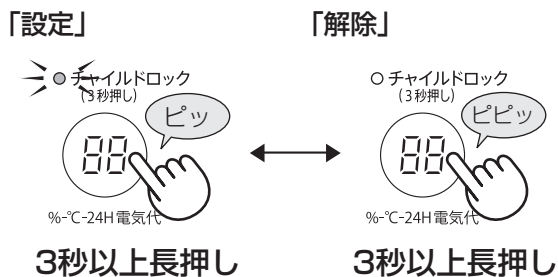 「設定」
チャイルドロック
(3秒押し)
ピッ
88
%-℃-24H 電気代
3秒以上長押し
「解除」
チャイルドロック
(3秒押し)
ピピッ
88
%-℃-24H 電気代
3秒以上長押し